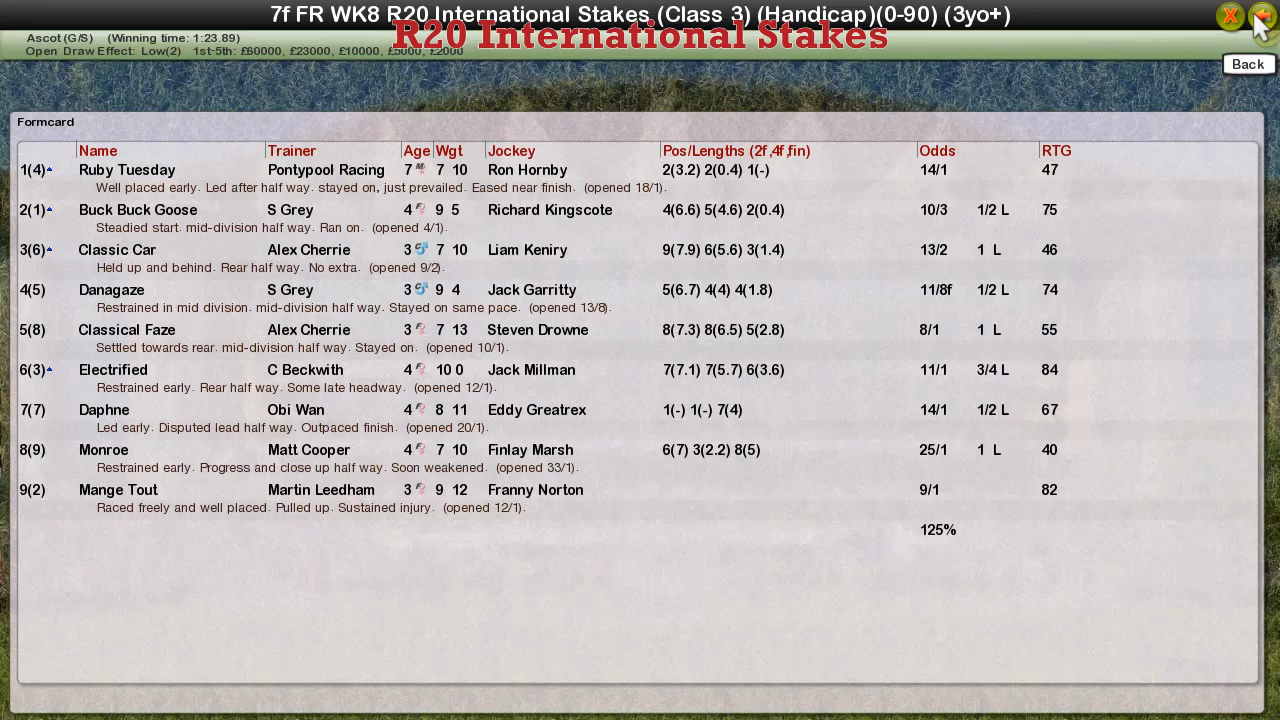 7f FR WK8 R20 International Stakes (Class 3) (Handicap)(0-90) (3yo+)
R20 International Stakes
Ascot (G/S) (Winning time: 1:23.89)
Open Draw Effect: Low(2) 1st-5th: £60000, £23000, £10000, £5000, £2000
Back
Formcard
Name Trainer Age Wgt Jockey Pos/Lengths (2f,4f,fin) Odds RTG
1(4) Ruby Tuesday Pontypool Racing 7 7 10 Ron Hornby 2(3.2) 2(0.4) 1(-) 14/1 47
Well placed early. Led after half way. stayed on, just prevailed. Eased near finish. (opened 18/1).
2(1) Buck Buck Goose S Grey 4 9 5 Richard Kingscote 4(6.6) 5(4.6) 2(0.4) 10/3 1/2 L 75
Steadied start. mid-division half way. Ran on. (opened 4/1).
3(6) Classic Car Alex Cherrie 3 7 10 Liam Keniry 9(7.9) 6(5.6) 3(1.4) 13/2 1 L 46
Held up and behind. Rear half way. No extra. (opened 9/2).
4(5) Danagaze S Grey 3 9 4 Jack Garritty 5(6.7) 4(4) 4(1.8) 11/8f 1/2 L 74
Restrained in mid division. mid-division half way. Stayed on same pace. (opened 13/8).
5(8) Classical Faze Alex Cherrie 3 7 13 Steven Drowne 8(7.3) 8(6.5) 5(2.8) 8/1 1 L 55
Settled towards rear. mid-division half way. Stayed on. (opened 10/1).
6(3) Electrified C Beckwith 4 10 0 Jack Millman 7(7.1) 7(5.7) 6(3.6) 11/1 3/4 L 84
Restrained early. Rear half way. Some late headway. (opened 12/1).
7(7) Daphne Obi Wan 4 8 11 Eddy Greatrex 1(-) 1(-) 7(4) 14/1 1/2 L 67
Led early. Disputed lead half way. Outpaced finish. (opened 20/1).
8(9) Monroe Matt Cooper 4 7 10 Finlay Marsh 6(7) 3(2.2) 8(5) 25/1 1 L 40
Restrained early. Progress and close up half way. Soon weakened. (opened 33/1).
9(2) Mange Tout Martin Leedham 3 9 12 Franny Norton 9/1 82
Raced freely and well placed. Pulled up. Sustained injury. (opened 12/1).
125%